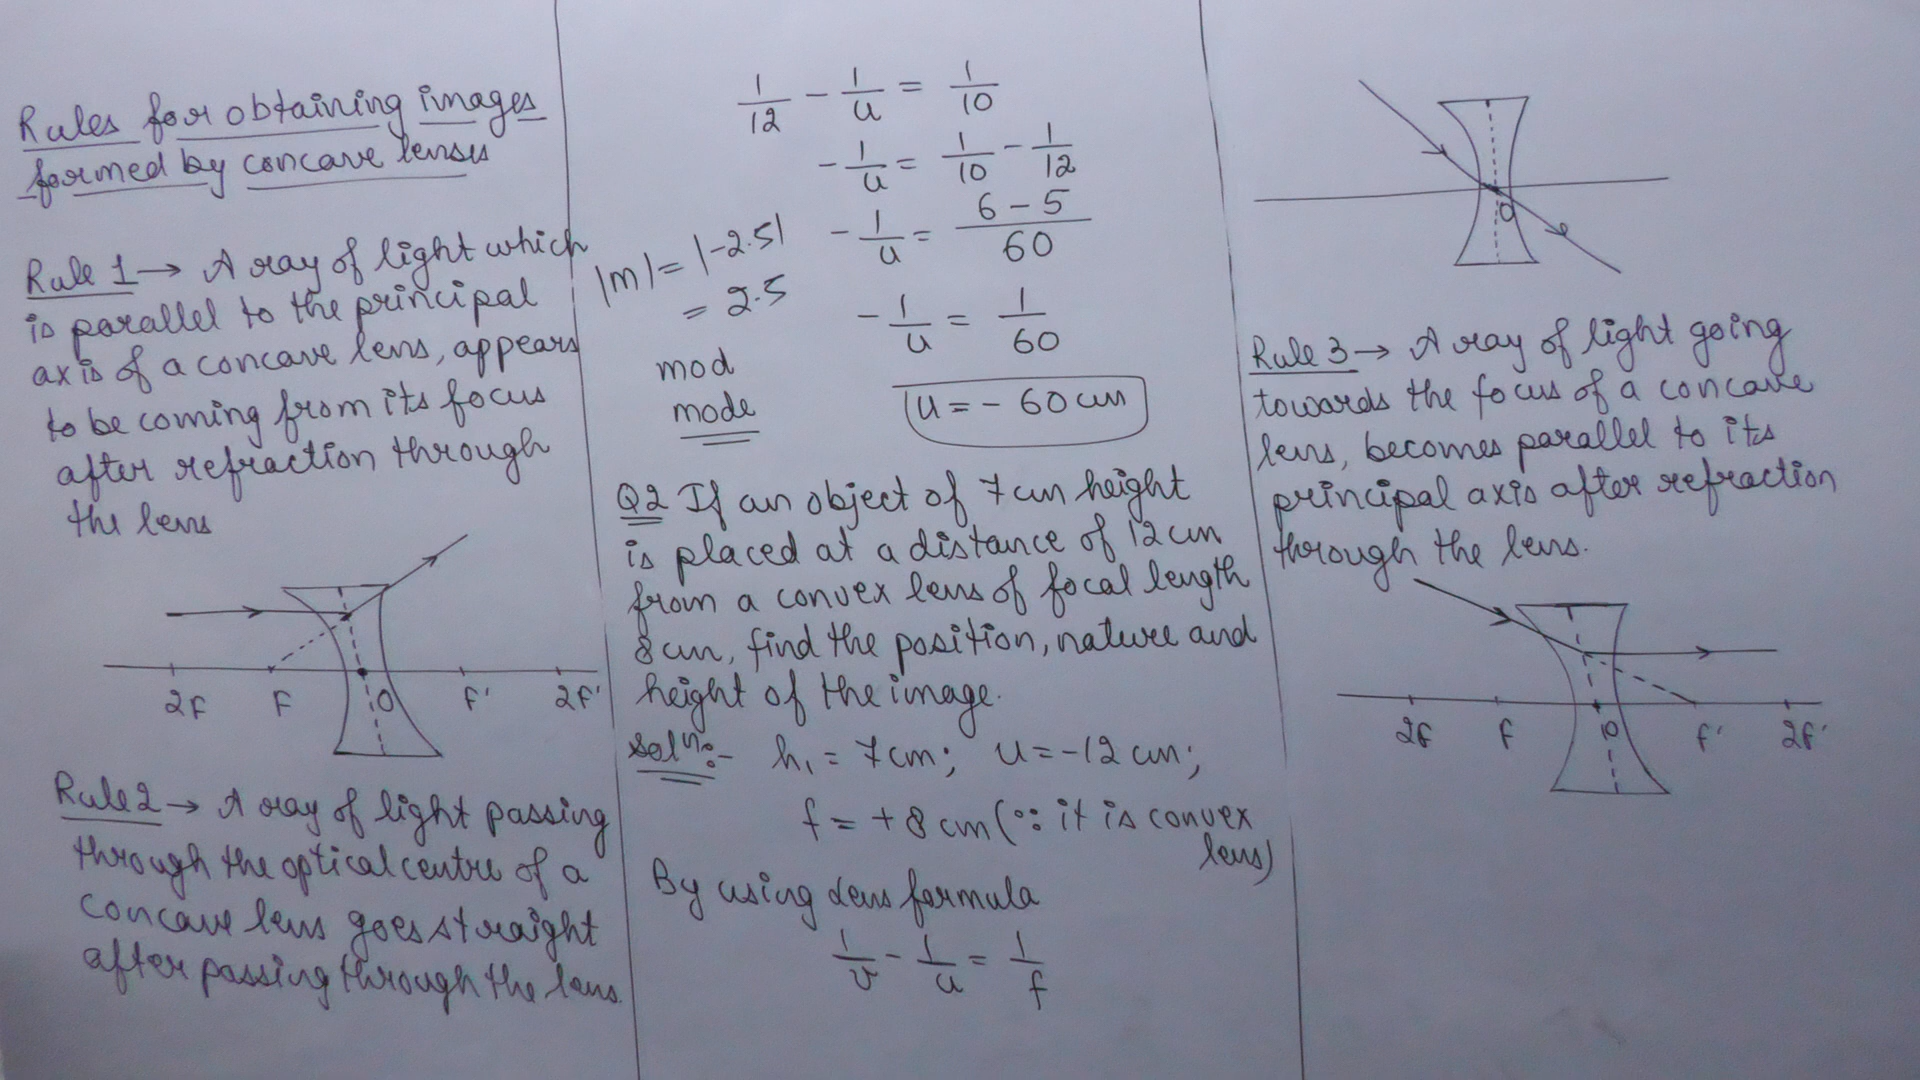 Rules for obtaining images
formed by concave lenses
Rule 1 → A ray of light which
is parallel to the principal
axis of a concave lens, appears
to be coming from its focus
after refraction through
the lens
2F F O F' 2F'
Rule 2 → A ray of light passing
through the optical centre of a
concave lens goes straight
after passing through the lens.
1/12 - 1/u = 1/10
-1/u = 1/10 - 1/12
-1/u = (6 - 5)/60
-1/u = 1/60
u = - 60 cm
|m| = |-2.5|
= 2.5
mod
mode
Q2 If an object of 7 cm height
is placed at a distance of 12 cm
from a convex lens of focal length
8 cm, find the position, nature and
height of the image.
Solⁿ:- h₁ = 7 cm; u = -12 cm;
f = + 8 cm (∵ it is convex
lens)
By using lens formula
1/v - 1/u = 1/f
O
Rule 3 → A ray of light going
towards the focus of a concave
lens, becomes parallel to its
principal axis after refraction
through the lens.
2F F O F' 2F'